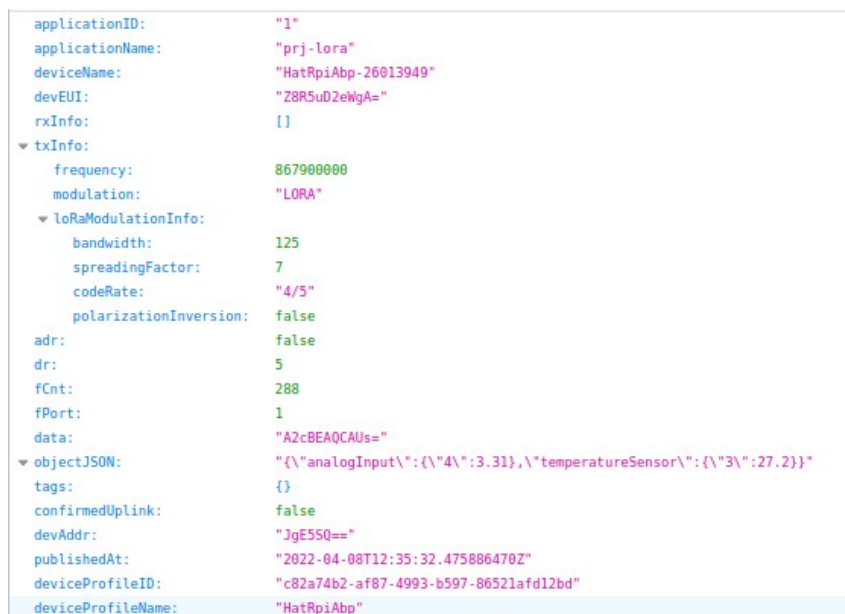 applicationID: "1"
applicationName: "prj-lora"
deviceName: "HatRpiAbp-26013949"
devEUI: "Z8R5uD2eWgA="
rxInfo: []
txInfo:
frequency: 867900000
modulation: "LORA"
loRaModulationInfo:
bandwidth: 125
spreadingFactor: 7
codeRate: "4/5"
polarizationInversion: false
adr: false
dr: 5
fCnt: 288
fPort: 1
data: "A2cBEAQCAUs="
objectJSON: "{\"analogInput\":{\"4\":3.31},\"temperatureSensor\":{\"3\":27.2}}"
tags: {}
confirmedUplink: false
devAddr: "JgE5SQ=="
publishedAt: "2022-04-08T12:35:32.475886470Z"
deviceProfileID: "c82a74b2-af87-4993-b597-86521afd12bd"
deviceProfileName: "HatRpiAbp"